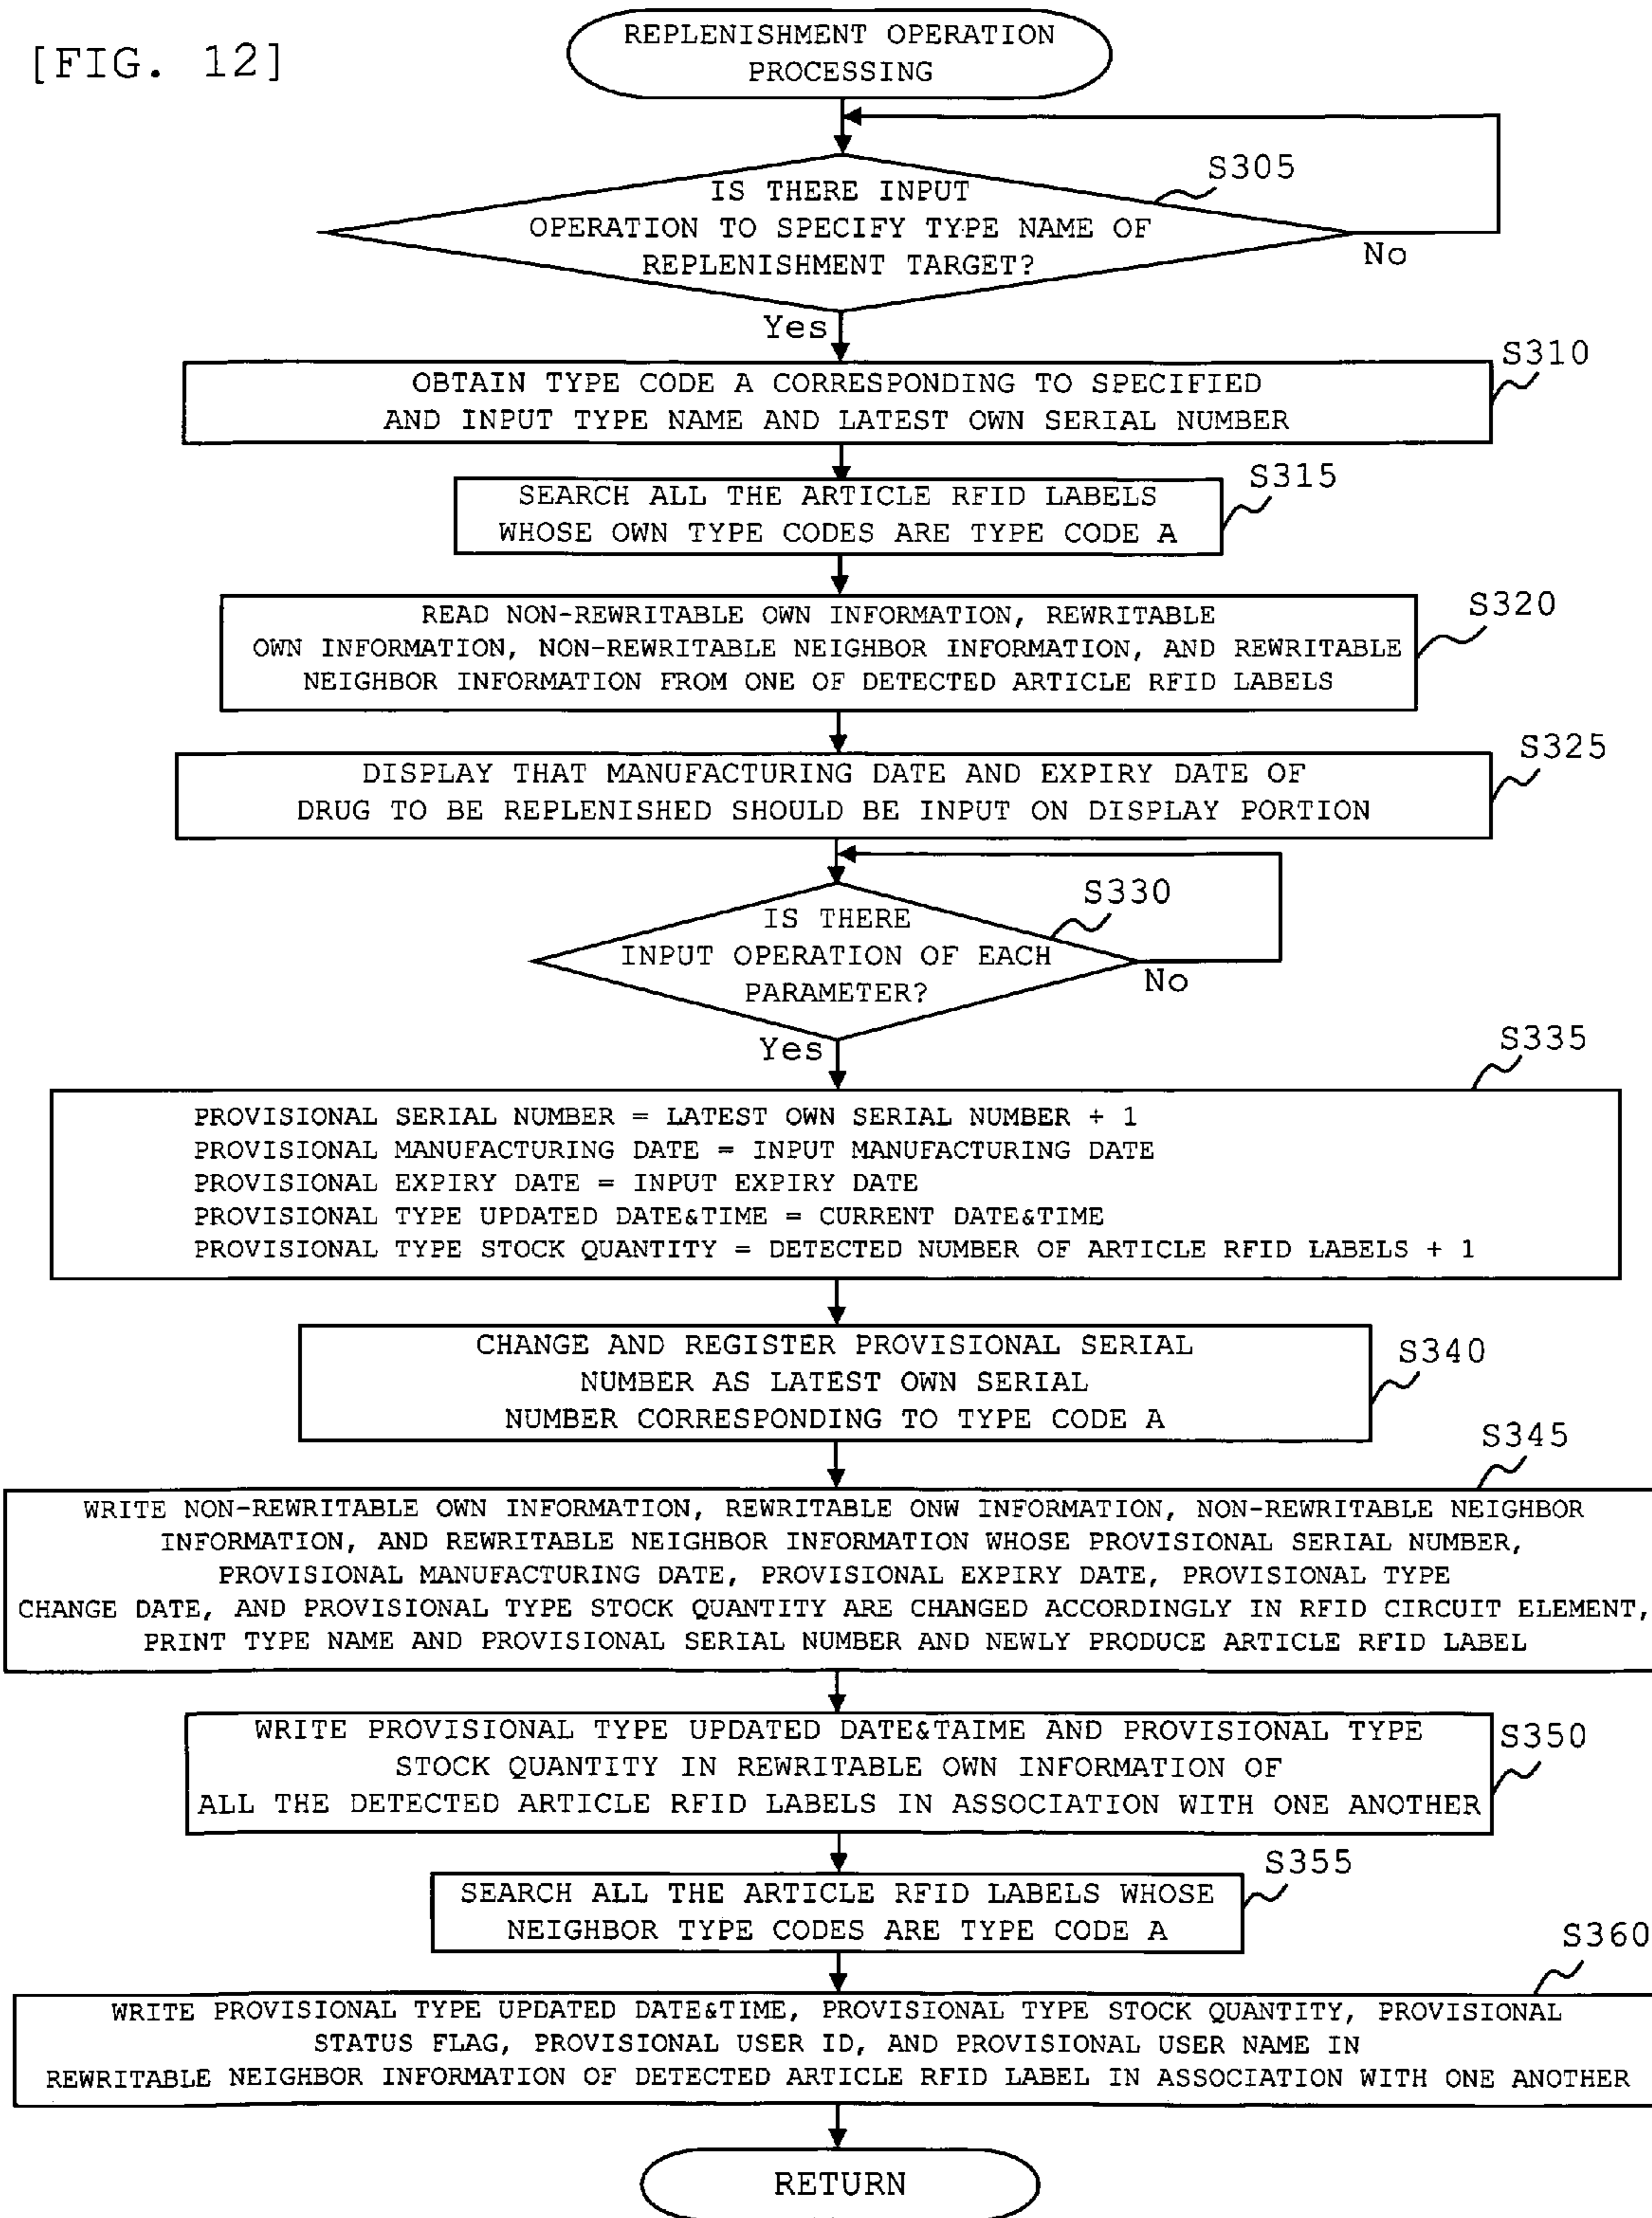 [FIG. 12]
REPLENISHMENT OPERATION
PROCESSING
S305
IS THERE INPUT
OPERATION TO SPECIFY TYPE NAME OF
REPLENISHMENT TARGET?
No
Yes
S310
OBTAIN TYPE CODE A CORRESPONDING TO SPECIFIED
AND INPUT TYPE NAME AND LATEST OWN SERIAL NUMBER
S315
SEARCH ALL THE ARTICLE RFID LABELS
WHOSE OWN TYPE CODES ARE TYPE CODE A
S320
READ NON-REWRITABLE OWN INFORMATION, REWRITABLE
OWN INFORMATION, NON-REWRITABLE NEIGHBOR INFORMATION, AND REWRITABLE
NEIGHBOR INFORMATION FROM ONE OF DETECTED ARTICLE RFID LABELS
S325
DISPLAY THAT MANUFACTURING DATE AND EXPIRY DATE OF
DRUG TO BE REPLENISHED SHOULD BE INPUT ON DISPLAY PORTION
S330
IS THERE
INPUT OPERATION OF EACH
PARAMETER?
No
Yes
S335
PROVISIONAL SERIAL NUMBER = LATEST OWN SERIAL NUMBER + 1
PROVISIONAL MANUFACTURING DATE = INPUT MANUFACTURING DATE
PROVISIONAL EXPIRY DATE = INPUT EXPIRY DATE
PROVISIONAL TYPE UPDATED DATE&TIME = CURRENT DATE&TIME
PROVISIONAL TYPE STOCK QUANTITY = DETECTED NUMBER OF ARTICLE RFID LABELS + 1
S340
CHANGE AND REGISTER PROVISIONAL SERIAL
NUMBER AS LATEST OWN SERIAL
NUMBER CORRESPONDING TO TYPE CODE A
S345
WRITE NON-REWRITABLE OWN INFORMATION, REWRITABLE ONW INFORMATION, NON-REWRITABLE NEIGHBOR
INFORMATION, AND REWRITABLE NEIGHBOR INFORMATION WHOSE PROVISIONAL SERIAL NUMBER,
PROVISIONAL MANUFACTURING DATE, PROVISIONAL EXPIRY DATE, PROVISIONAL TYPE
CHANGE DATE, AND PROVISIONAL TYPE STOCK QUANTITY ARE CHANGED ACCORDINGLY IN RFID CIRCUIT ELEMENT,
PRINT TYPE NAME AND PROVISIONAL SERIAL NUMBER AND NEWLY PRODUCE ARTICLE RFID LABEL
S350
WRITE PROVISIONAL TYPE UPDATED DATE&TAIME AND PROVISIONAL TYPE
STOCK QUANTITY IN REWRITABLE OWN INFORMATION OF
ALL THE DETECTED ARTICLE RFID LABELS IN ASSOCIATION WITH ONE ANOTHER
S355
SEARCH ALL THE ARTICLE RFID LABELS WHOSE
NEIGHBOR TYPE CODES ARE TYPE CODE A
S360
WRITE PROVISIONAL TYPE UPDATED DATE&TIME, PROVISIONAL TYPE STOCK QUANTITY, PROVISIONAL
STATUS FLAG, PROVISIONAL USER ID, AND PROVISIONAL USER NAME IN
REWRITABLE NEIGHBOR INFORMATION OF DETECTED ARTICLE RFID LABEL IN ASSOCIATION WITH ONE ANOTHER
RETURN